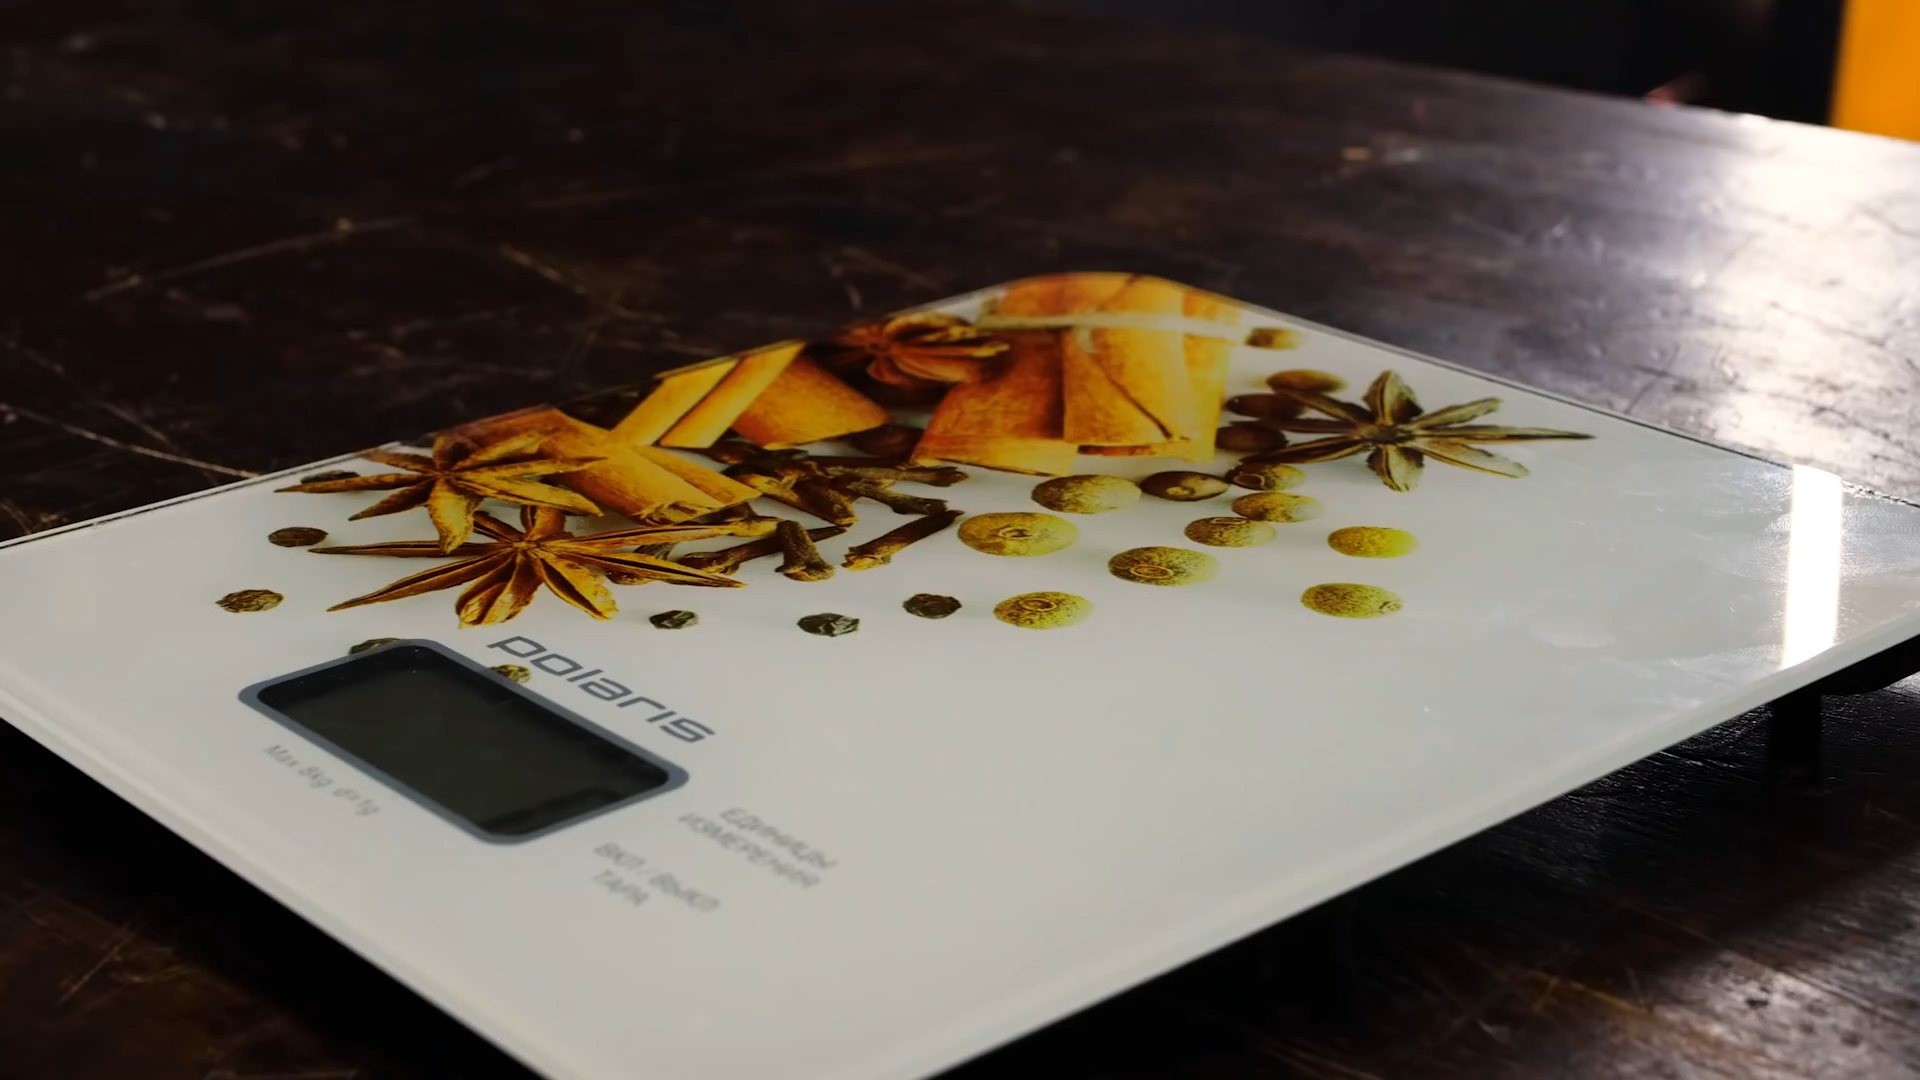 polaris
Max 8kg d=1g
ЕДИНИЦЫ
ИЗМЕРЕНИЯ
ВКЛ / ВЫКЛ
ТАРА